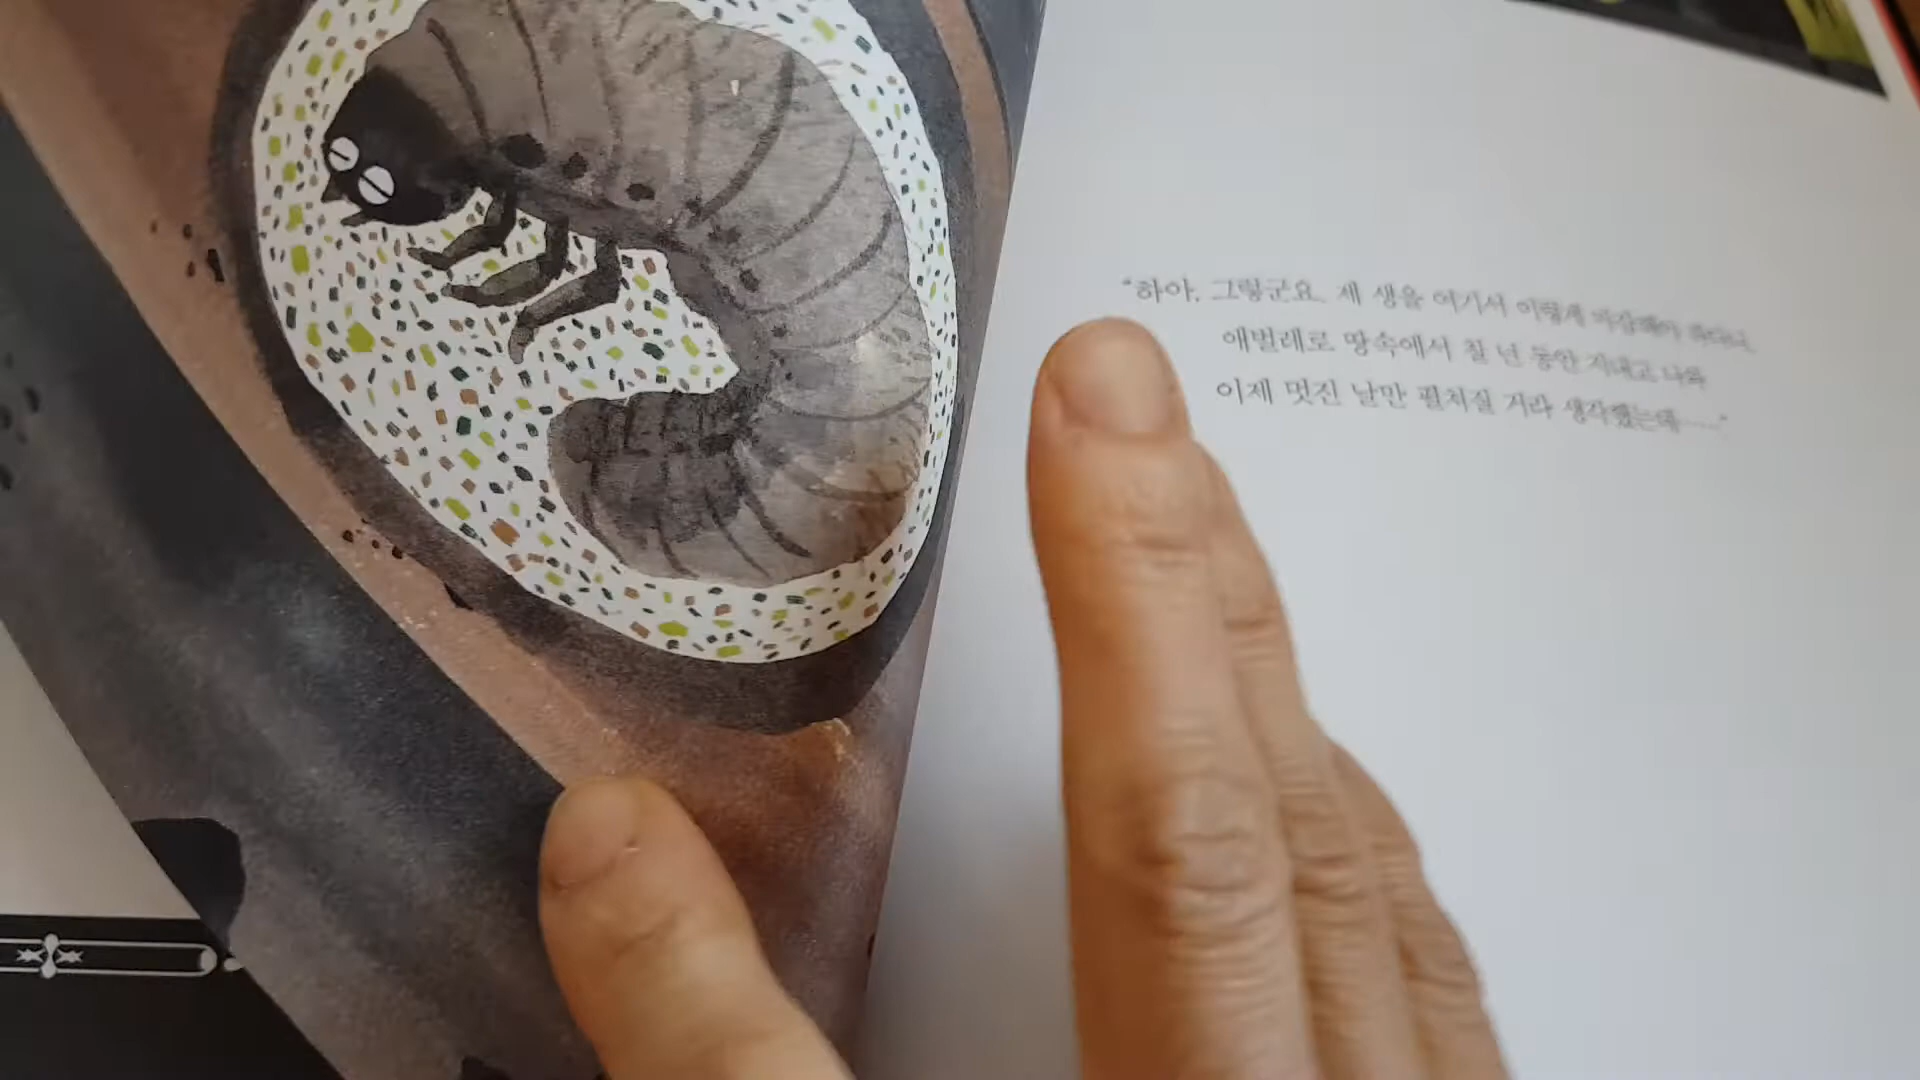 “하아, 그렇군요. 제 생을 여기서 이렇게 마감해야 하다니.
애벌레로 땅속에서 칠 년 동안 지내고 나와
이제 멋진 날만 펼쳐질 거라 생각했는데……”